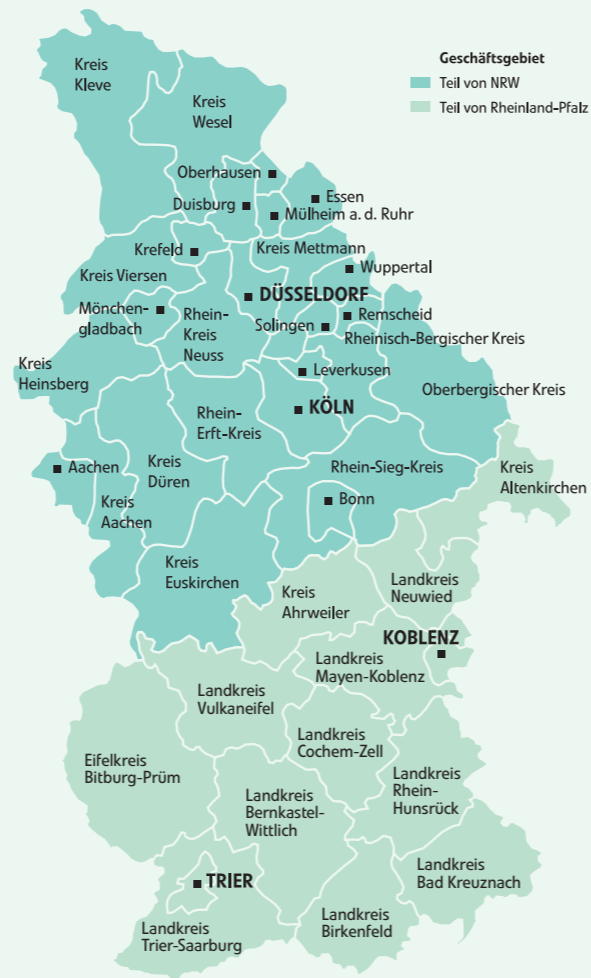 Geschäftsgebiet
Teil von NRW
Teil von Rheinland-Pfalz
Kreis
Kleve
Kreis
Wesel
Oberhausen
Essen
Duisburg
Mülheim a. d. Ruhr
Krefeld
Kreis Mettmann
Kreis Viersen
Wuppertal
DÜSSELDORF
Mönchen-
gladbach
Rhein-
Kreis
Neuss
Remscheid
Solingen
Rheinisch-Bergischer Kreis
Kreis
Heinsberg
Leverkusen
Oberbergischer Kreis
KÖLN
Rhein-
Erft-Kreis
Aachen
Kreis
Düren
Rhein-Sieg-Kreis
Kreis
Altenkirchen
Kreis
Aachen
Bonn
Kreis
Euskirchen
Kreis
Ahrweiler
Landkreis
Neuwied
KOBLENZ
Landkreis
Mayen-Koblenz
Landkreis
Vulkaneifel
Landkreis
Cochem-Zell
Eifelkreis
Bitburg-Prüm
Landkreis
Rhein-
Hunsrück
Landkreis
Bernkastel-
Wittlich
Landkreis
Bad Kreuznach
TRIER
Landkreis
Trier-Saarburg
Landkreis
Birkenfeld